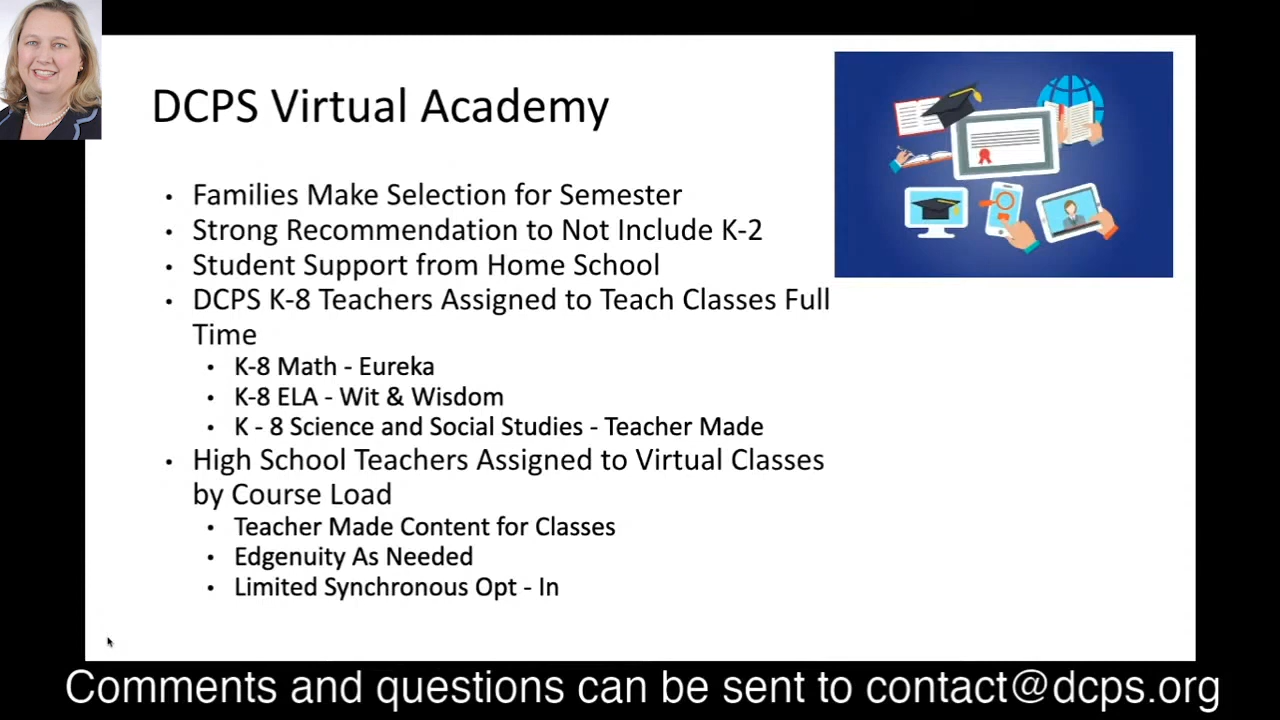 DCPS Virtual Academy
• Families Make Selection for Semester
• Strong Recommendation to Not Include K-2
• Student Support from Home School
• DCPS K-8 Teachers Assigned to Teach Classes Full
Time
• K-8 Math - Eureka
• K-8 ELA - Wit & Wisdom
• K - 8 Science and Social Studies - Teacher Made
• High School Teachers Assigned to Virtual Classes
by Course Load
• Teacher Made Content for Classes
• Edgenuity As Needed
• Limited Synchronous Opt - In
Comments and questions can be sent to contact@dcps.org